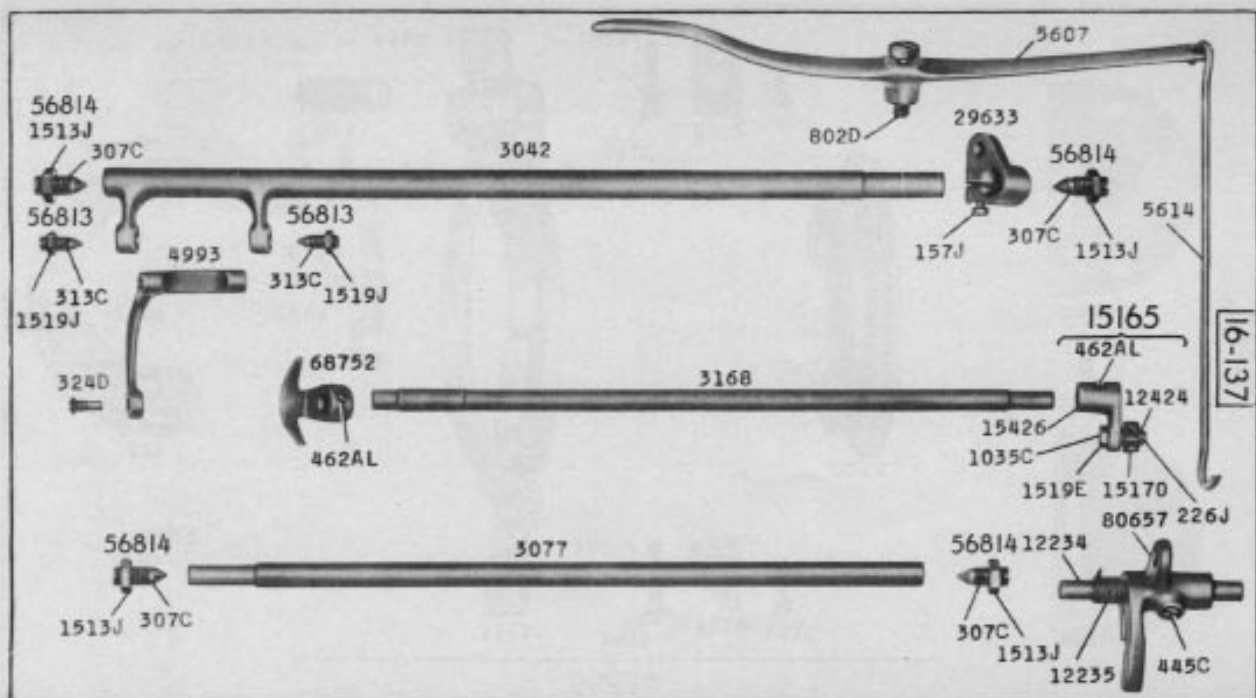 5607
802D
29633
56814
1513J
307C
3042
56814
157J
307C
1513J
5614
56813
313C
1519J
4993
56813
313C
1519J
16-137
15165
462AL
68752
3168
12424
324D
462AL
15426
1035C
1519E
15170
226J
80657
56814
3077
56814
12234
1513J
307C
307C
1513J
12235
445C